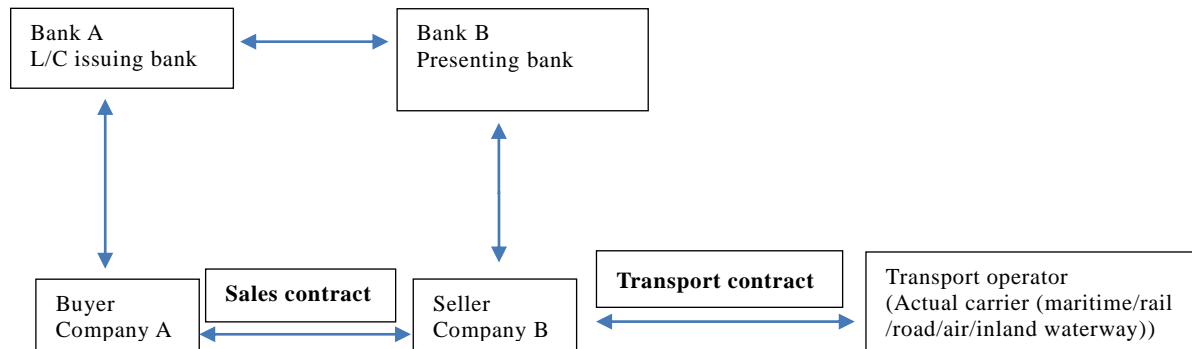 Bank A
L/C issuing bank
Bank B
Presenting bank
Buyer
Company A
Sales contract
Seller
Company B
Transport contract
Transport operator
(Actual carrier (maritime/rail
/road/air/inland waterway))